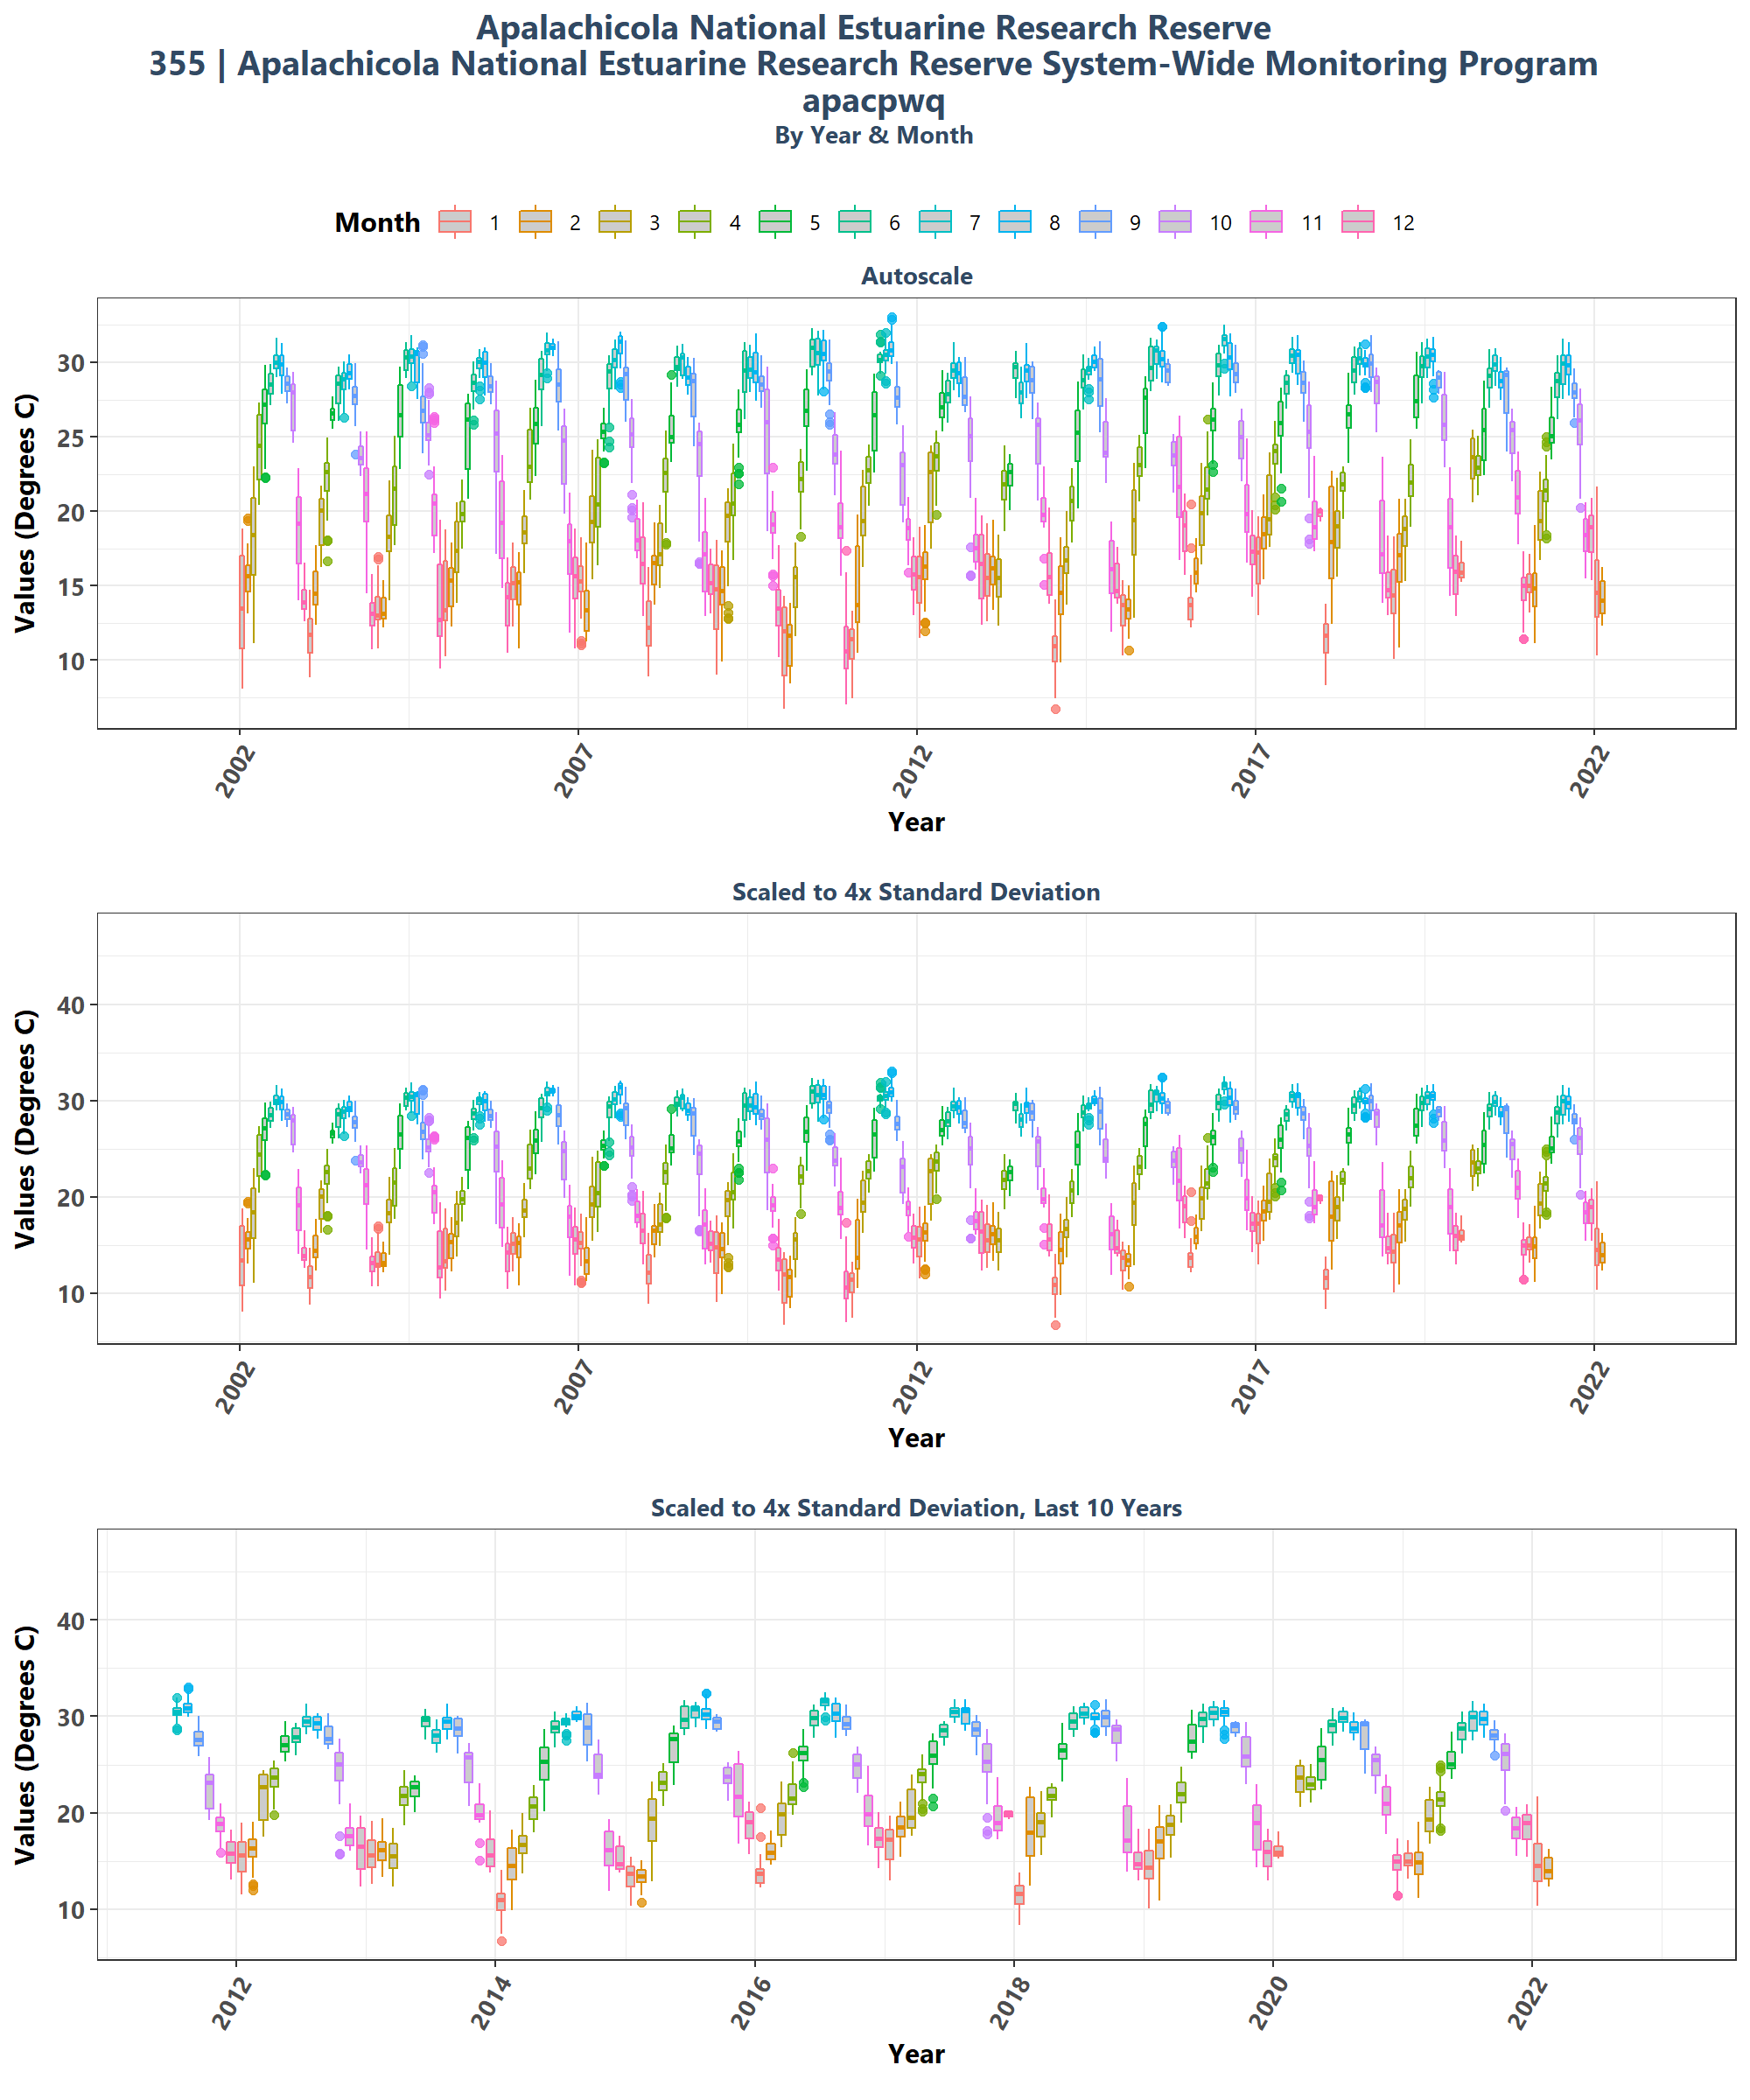 Apalachicola National Estuarine Research Reserve
355 | Apalachicola National Estuarine Research Reserve System-Wide Monitoring Program
apacpwq
By Year & Month
Month 1 2 3 4 5 6 7 8 9 10 11 12
Autoscale
Values (Degrees C)
30
25
20
15
10
2002 2007 2012 2017 2022
Year
Scaled to 4x Standard Deviation
Values (Degrees C)
40
30
20
10
2002 2007 2012 2017 2022
Year
Scaled to 4x Standard Deviation, Last 10 Years
Values (Degrees C)
40
30
20
10
2012 2014 2016 2018 2020 2022
Year